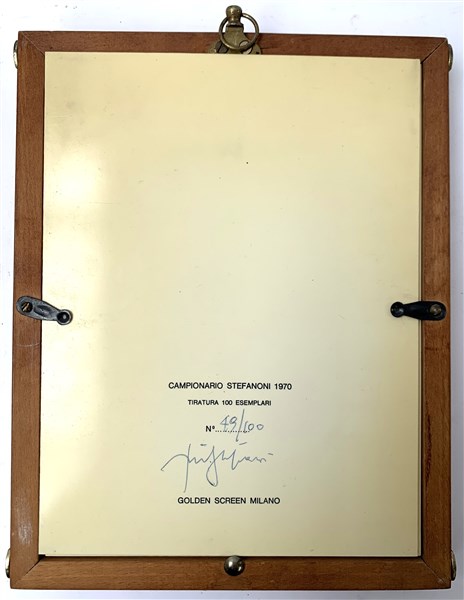 CAMPIONARIO STEFANONI 1970
TIRATURA 100 ESEMPLARI
N°............ 49/100
GOLDEN SCREEN MILANO